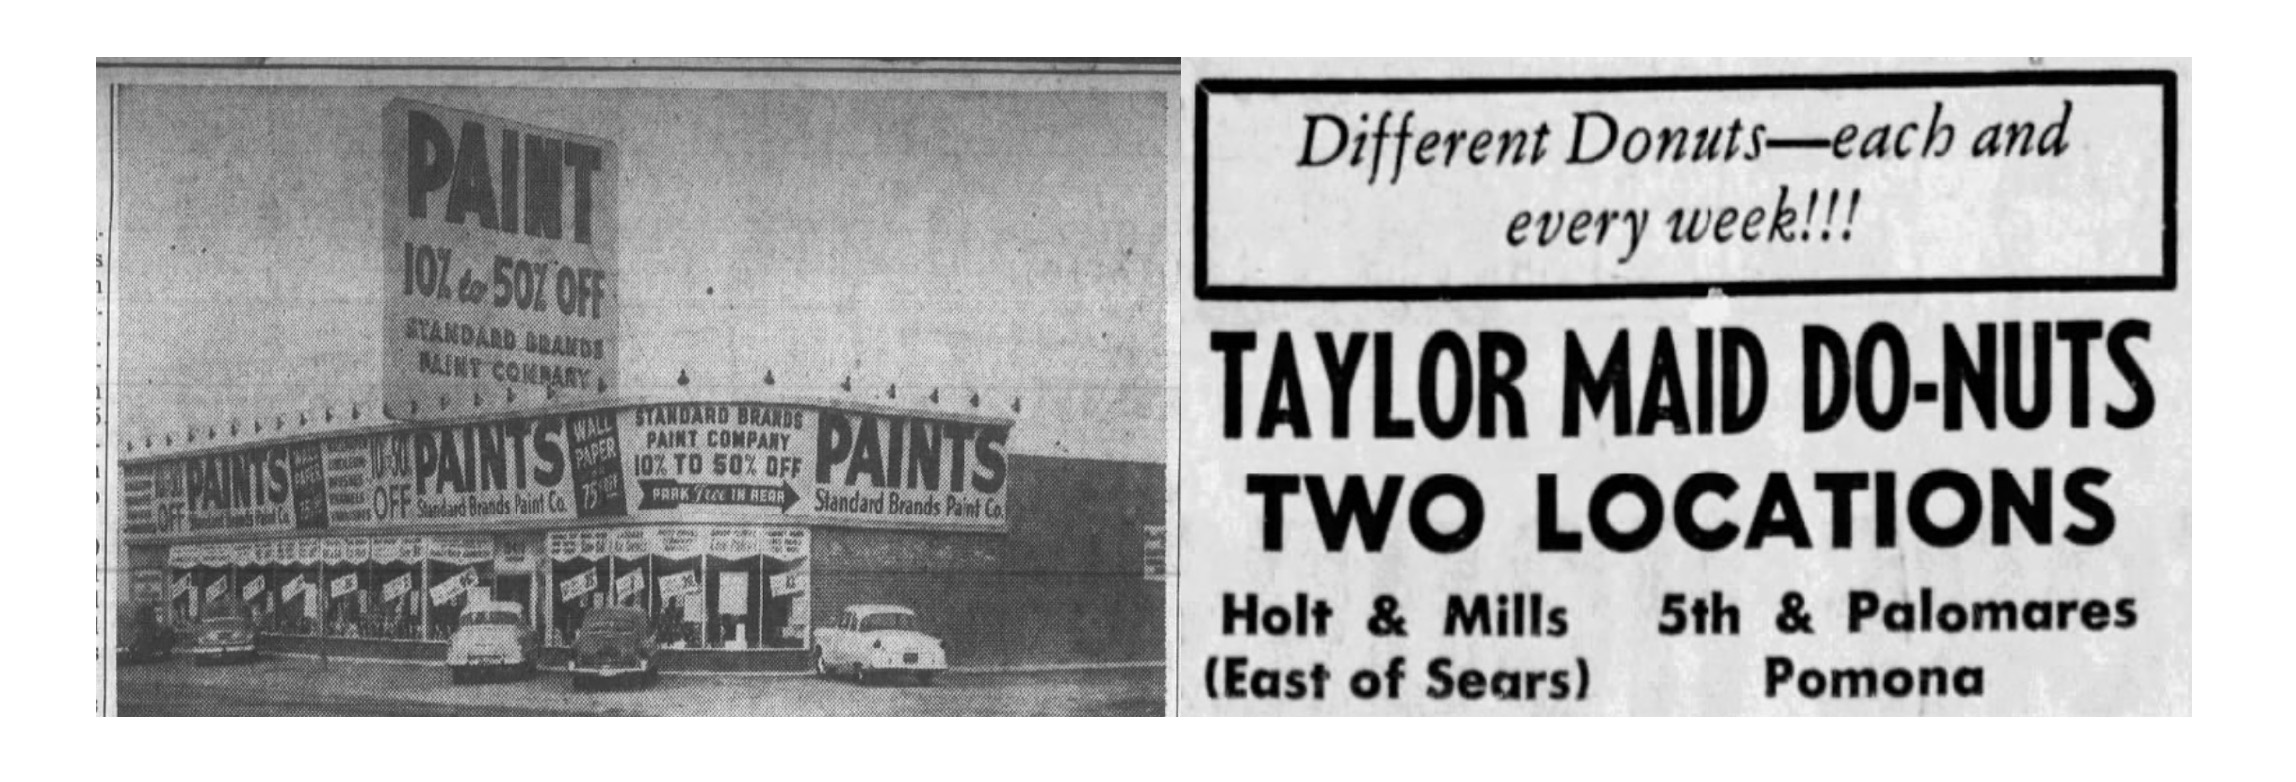 PAINT
10% to 50% OFF
STANDARD BRANDS
PAINT COMPANY
OFF
PAINTS
Standard Brands Paint Co.
WALL
PAPER
10-50%
OFF
PAINTS
Standard Brands Paint Co.
WALL
PAPER
75% OFF
STANDARD BRANDS
PAINT COMPANY
10% TO 50% OFF
PARK Free IN REAR
PAINTS
Standard Brands Paint Co.
Different Donuts—each and
every week!!!
TAYLOR MAID DO-NUTS
TWO LOCATIONS
Holt & Mills
(East of Sears)
5th & Palomares
Pomona